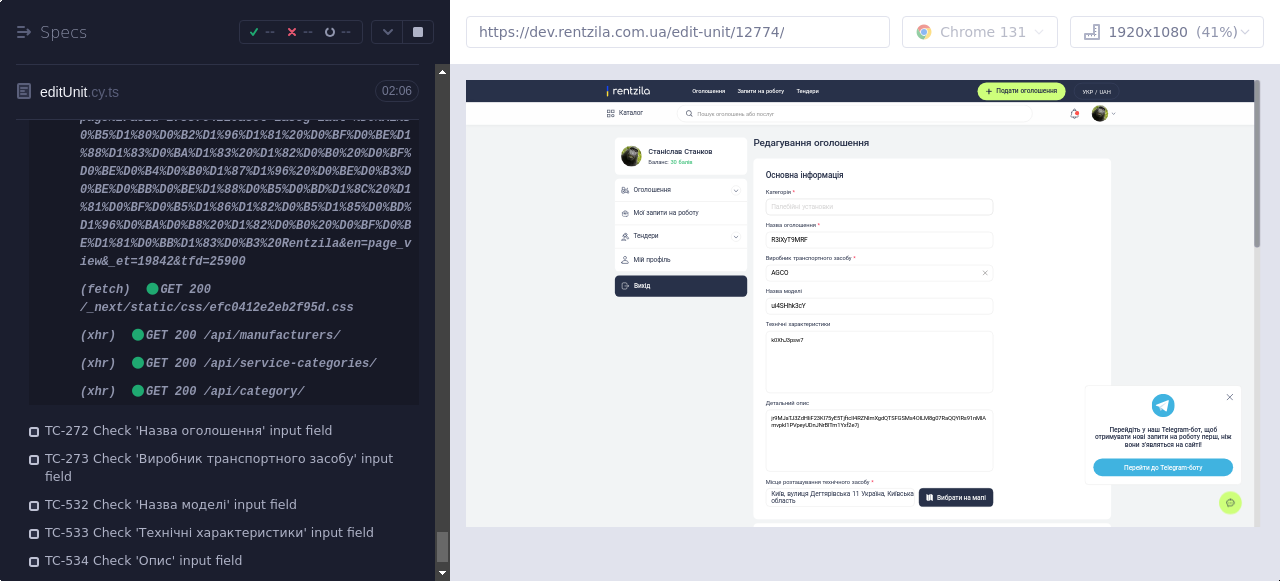 Specs
-- -- --
editUnit.cy.ts
02:06
0%B5%D1%80%D0%B2%D1%96%D1%81%20%D0%BF%D0%BE%D1
%88%D1%83%D0%BA%D1%83%20%D1%82%D0%B0%20%D0%BF%
D0%BE%D0%B4%D0%B0%D1%87%D1%96%20%D0%BE%D0%B3%D
0%BE%D0%BB%D0%BE%D1%88%D0%B5%D0%BD%D1%8C%20%D1
%81%D0%BF%D0%B5%D1%86%D1%82%D0%B5%D1%85%D0%BD%
D1%96%D0%BA%D0%B8%20%D1%82%D0%B0%20%D0%BF%D0%B
E%D1%81%D0%BB%D1%83%D0%B3%20Rentzila&en=page_v
iew&_et=19842&tfd=25900
(fetch) GET 200
/_next/static/css/efc0412e2eb2f95d.css
(xhr) GET 200 /api/manufacturers/
(xhr) GET 200 /api/service-categories/
(xhr) GET 200 /api/category/
TC-272 Check 'Назва оголошення' input field
TC-273 Check 'Виробник транспортного засобу' input
field
TC-532 Check 'Назва моделі' input field
TC-533 Check 'Технічні характеристики' input field
TC-534 Check 'Опис' input field
https://dev.rentzila.com.ua/edit-unit/12774/
Chrome 131
1920x1080 (41%)
rentzila
Оголошення Запити на роботу Тендери
+ Подати оголошення
УКР / UAH
Каталог
Пошук оголошень або послуг
Станіслав Станков
Баланс: 30 балів
Оголошення
Мої запити на роботу
Тендери
Мій профіль
Вихід
Редагування оголошення
Основна інформація
Категорія *
Палебійні установки
Назва оголошення *
R3IXyT9MRF
Виробник транспортного засобу *
AGCO
Назва моделі
ui4SHhk3cY
Технічні характеристики
k0XhJ3psw7
Детальний опис
Місце розташування технічного засобу *
Київ, вулиця Дегтярівська 11 Україна, Київська
область
Вибрати на мапі
Перейдіть у наш Telegram-бот, щоб
отримувати нові запити на роботу перш, ніж
вони з'являться на сайті!
Перейти до Telegram-боту